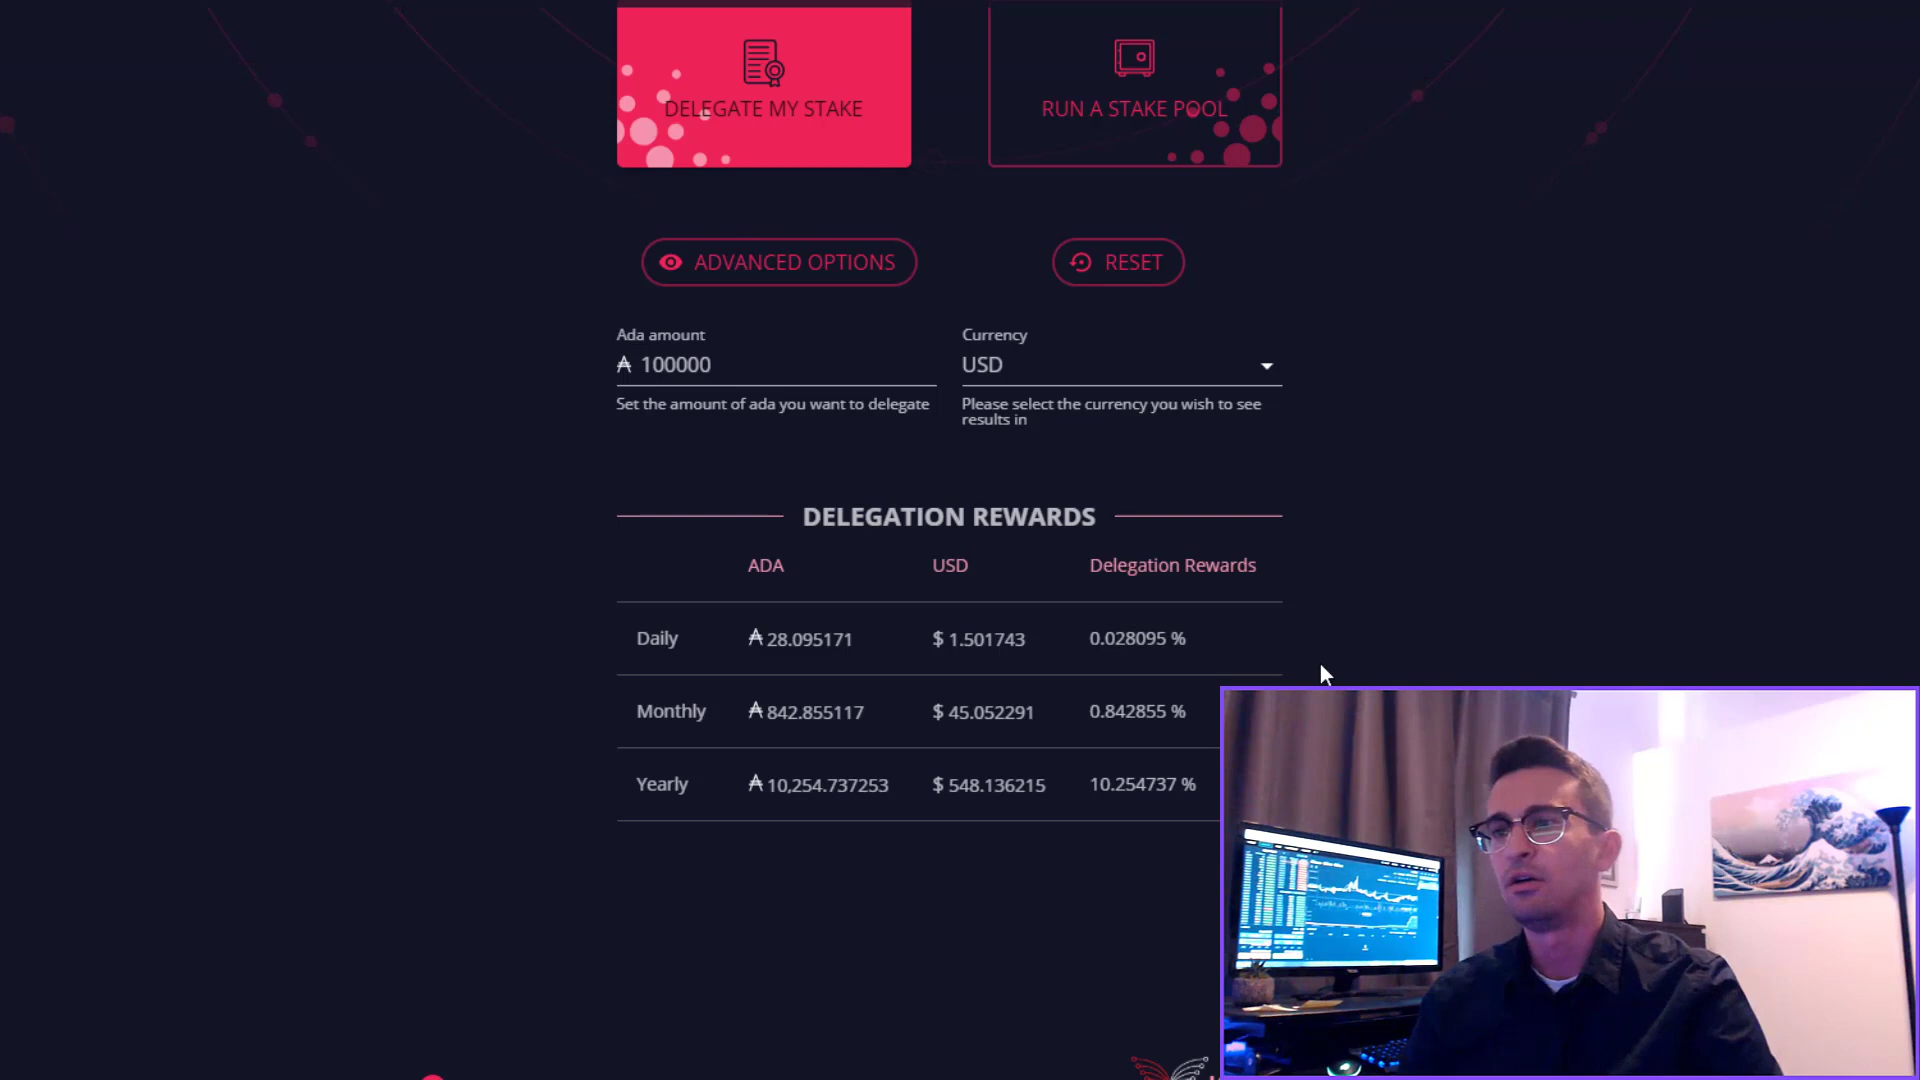 DELEGATE MY STAKE
RUN A STAKE POOL
ADVANCED OPTIONS
RESET
Ada amount
₳ 100000
Set the amount of ada you want to delegate
Currency
USD
Please select the currency you wish to see
results in
DELEGATION REWARDS
ADA USD Delegation Rewards
Daily ₳ 28.095171 $ 1.501743 0.028095 %
Monthly ₳ 842.855117 $ 45.052291 0.842855 %
Yearly ₳ 10,254.737253 $ 548.136215 10.254737 %